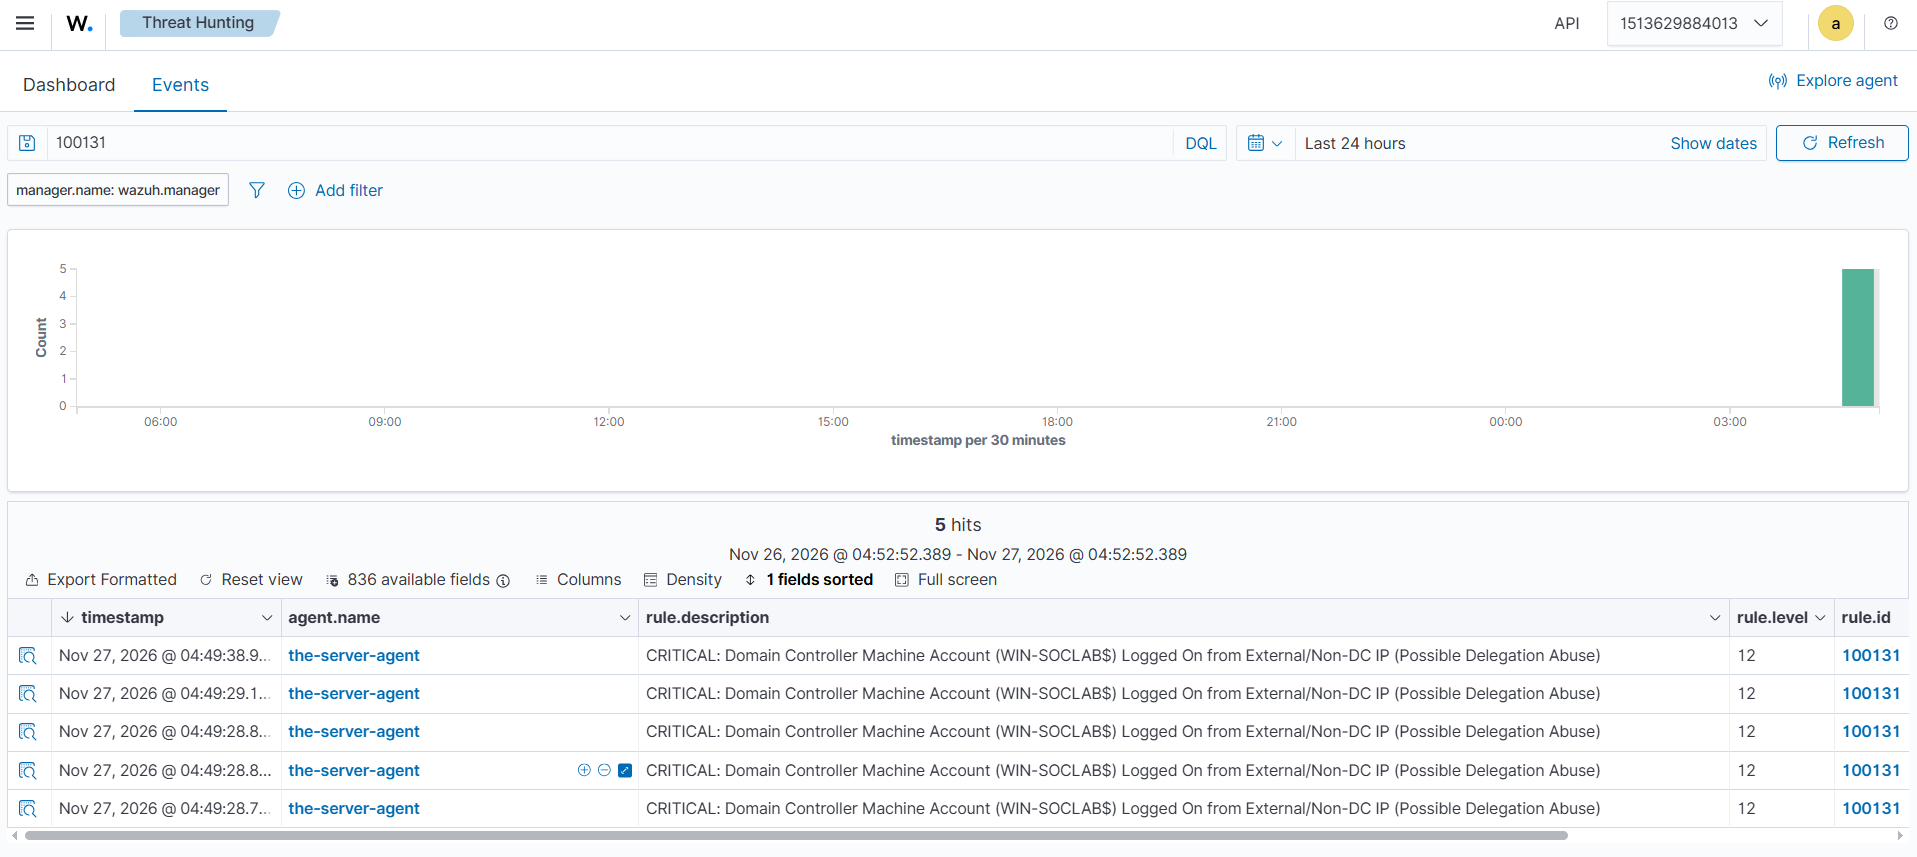 W. Threat Hunting API 1513629884013 a
Dashboard Events Explore agent
100131 DQL Last 24 hours Show dates Refresh
manager.name: wazuh.manager Add filter
Count
5
4
3
2
1
0
06:00 09:00 12:00 15:00 18:00 21:00 00:00 03:00
timestamp per 30 minutes
5 hits
Nov 26, 2026 @ 04:52:52.389 - Nov 27, 2026 @ 04:52:52.389
Export Formatted Reset view 836 available fields Columns Density 1 fields sorted Full screen
timestamp agent.name rule.description rule.level rule.id
Nov 27, 2026 @ 04:49:38.9... the-server-agent CRITICAL: Domain Controller Machine Account (WIN-SOCLAB$) Logged On from External/Non-DC IP (Possible Delegation Abuse) 12 100131
Nov 27, 2026 @ 04:49:29.1... the-server-agent CRITICAL: Domain Controller Machine Account (WIN-SOCLAB$) Logged On from External/Non-DC IP (Possible Delegation Abuse) 12 100131
Nov 27, 2026 @ 04:49:28.8... the-server-agent CRITICAL: Domain Controller Machine Account (WIN-SOCLAB$) Logged On from External/Non-DC IP (Possible Delegation Abuse) 12 100131
Nov 27, 2026 @ 04:49:28.8... the-server-agent CRITICAL: Domain Controller Machine Account (WIN-SOCLAB$) Logged On from External/Non-DC IP (Possible Delegation Abuse) 12 100131
Nov 27, 2026 @ 04:49:28.7... the-server-agent CRITICAL: Domain Controller Machine Account (WIN-SOCLAB$) Logged On from External/Non-DC IP (Possible Delegation Abuse) 12 100131